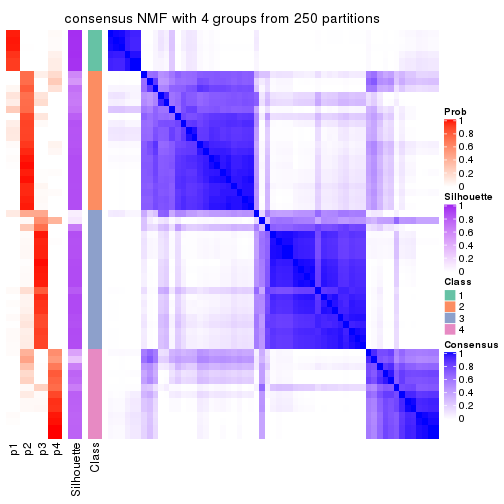 consensus NMF with 4 groups from 250 partitions
Prob
1
0.8
0.6
0.4
0.2
0
Silhouette
1
0.8
0.6
0.4
0.2
0
Class
1
2
3
4
Consensus
1
0.8
0.6
0.4
0.2
0
p1
p2
p3
p4
Silhouette
Class